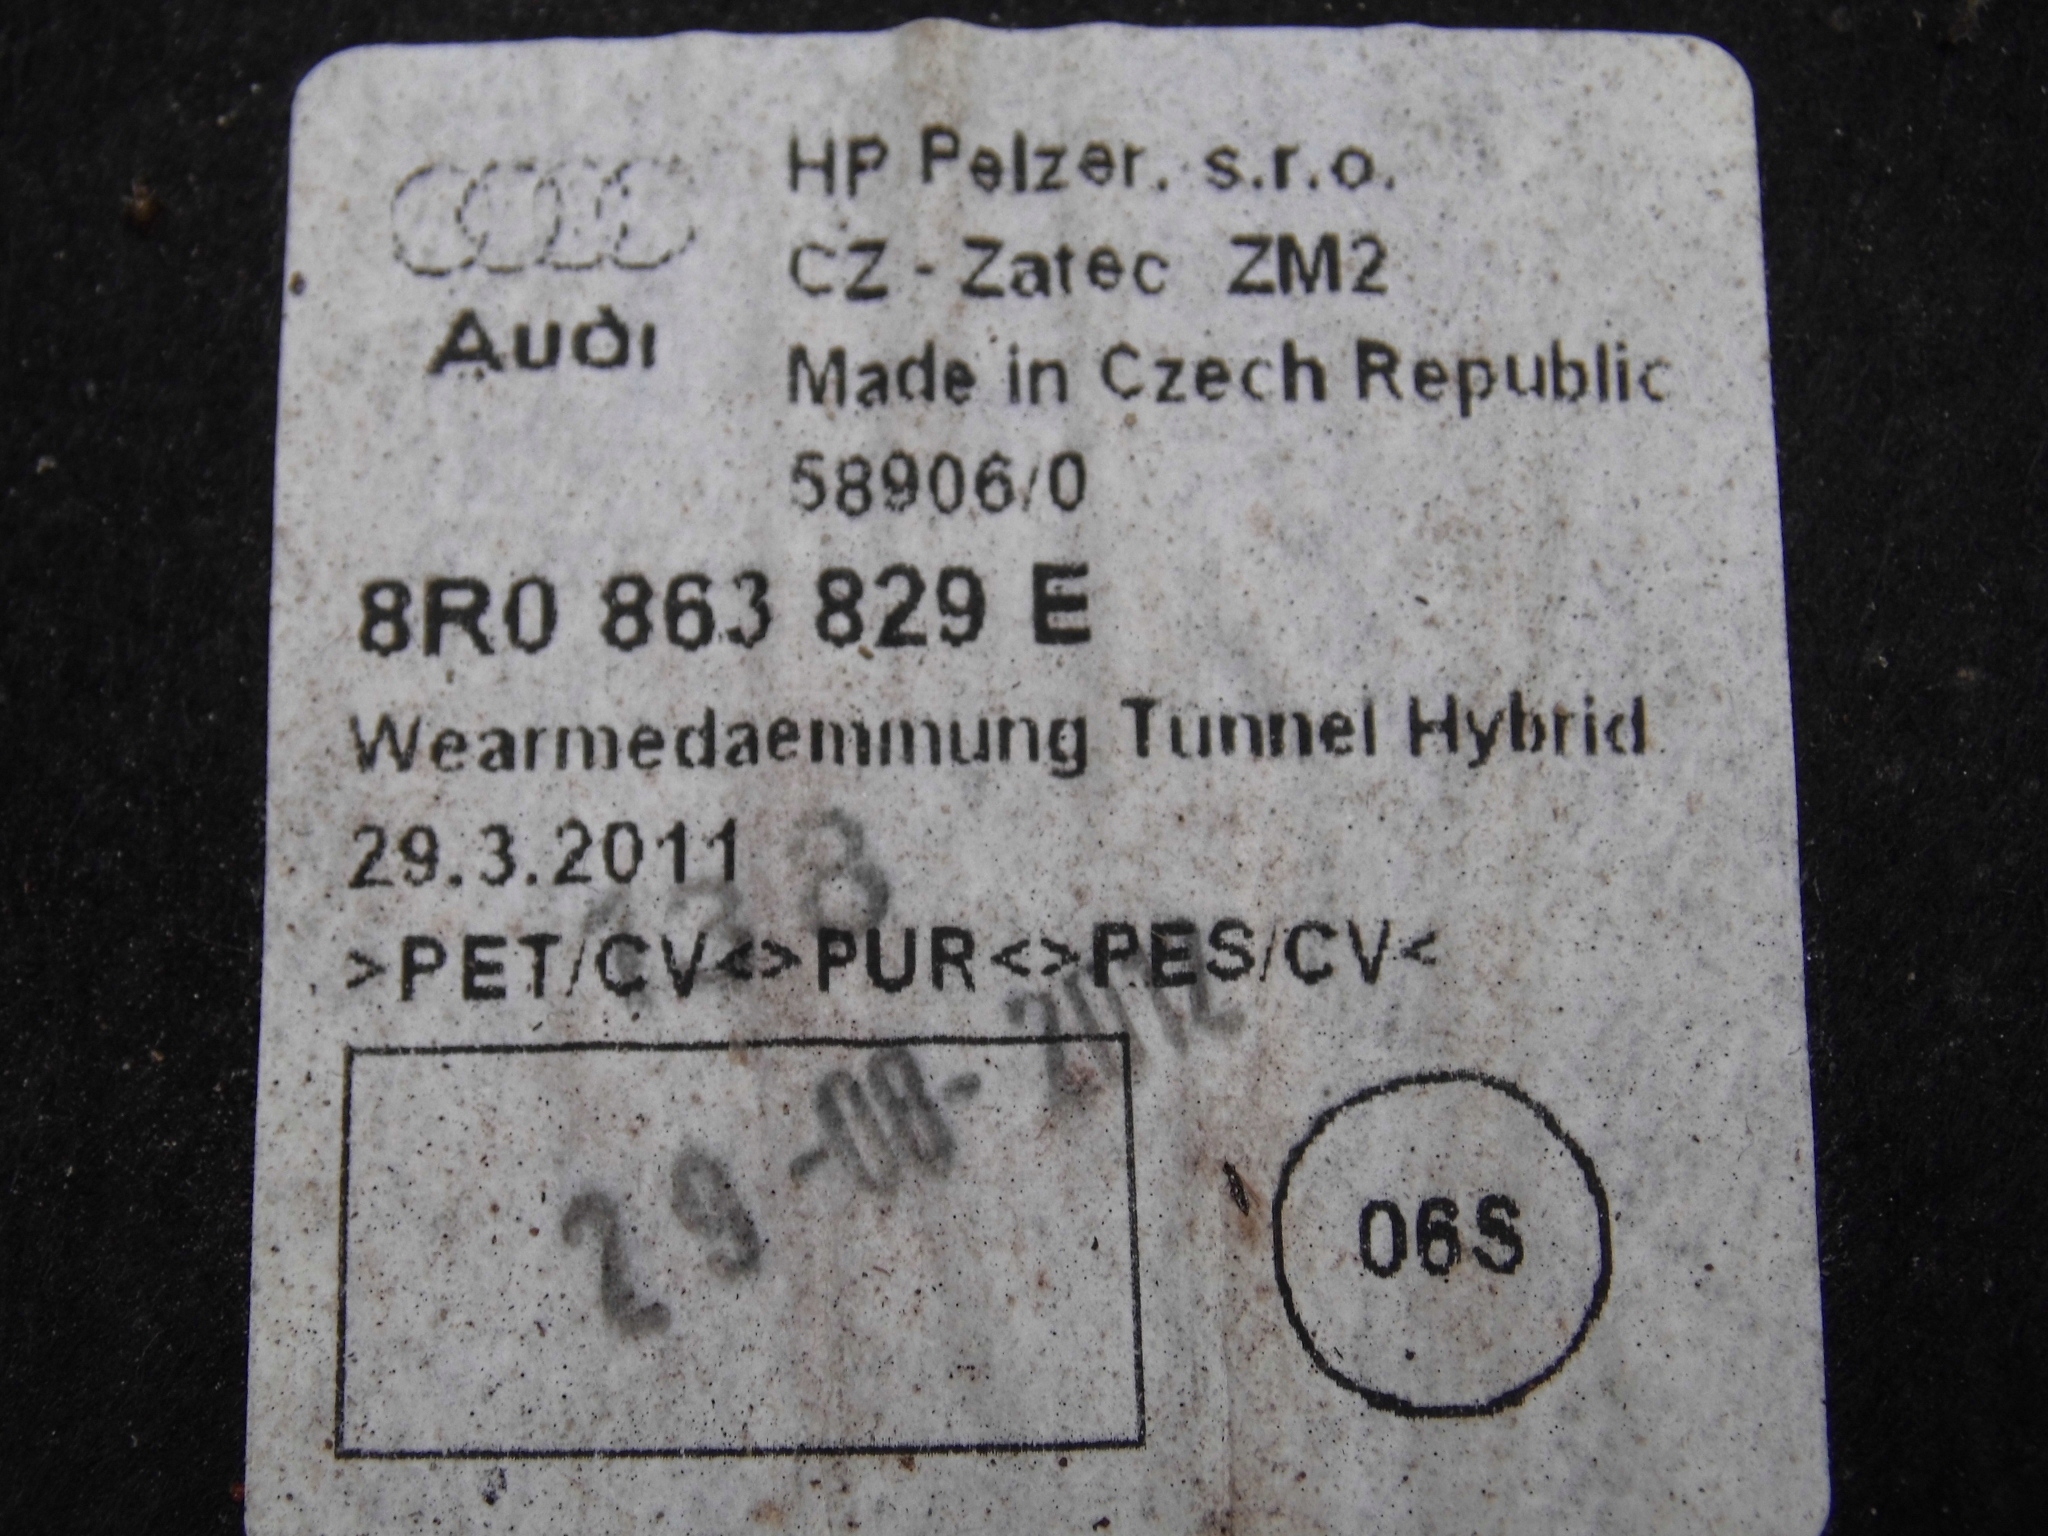 HP Pelzer, s.r.o.
CZ - Zatec ZM2
Audi
Made in Czech Republic
58906/0
8R0 863 829 E
Wearmedaemmung Tunnel Hybrid
29.3.2011
>PET/CV<>PUR<>PES/CV<
29-08-2012
06S